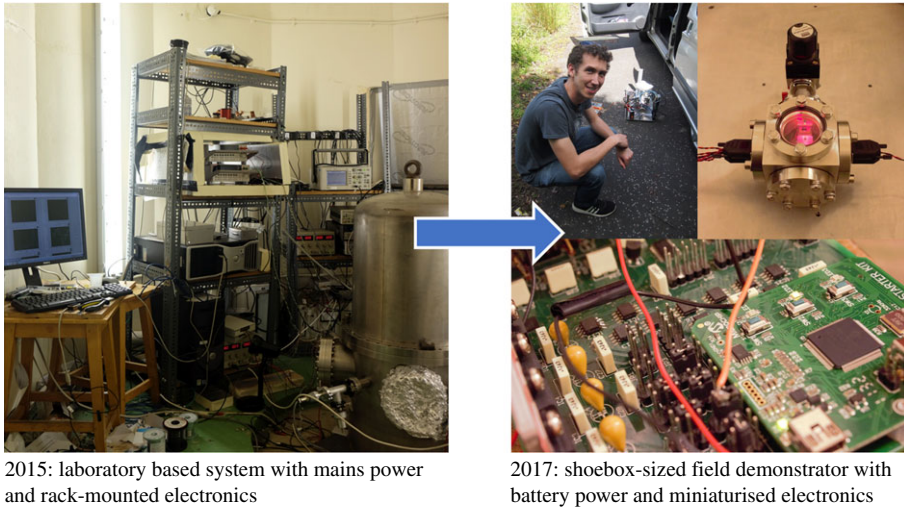 2015: laboratory based system with mains power
and rack-mounted electronics
STARTER KIT
2017: shoebox-sized field demonstrator with
battery power and miniaturised electronics